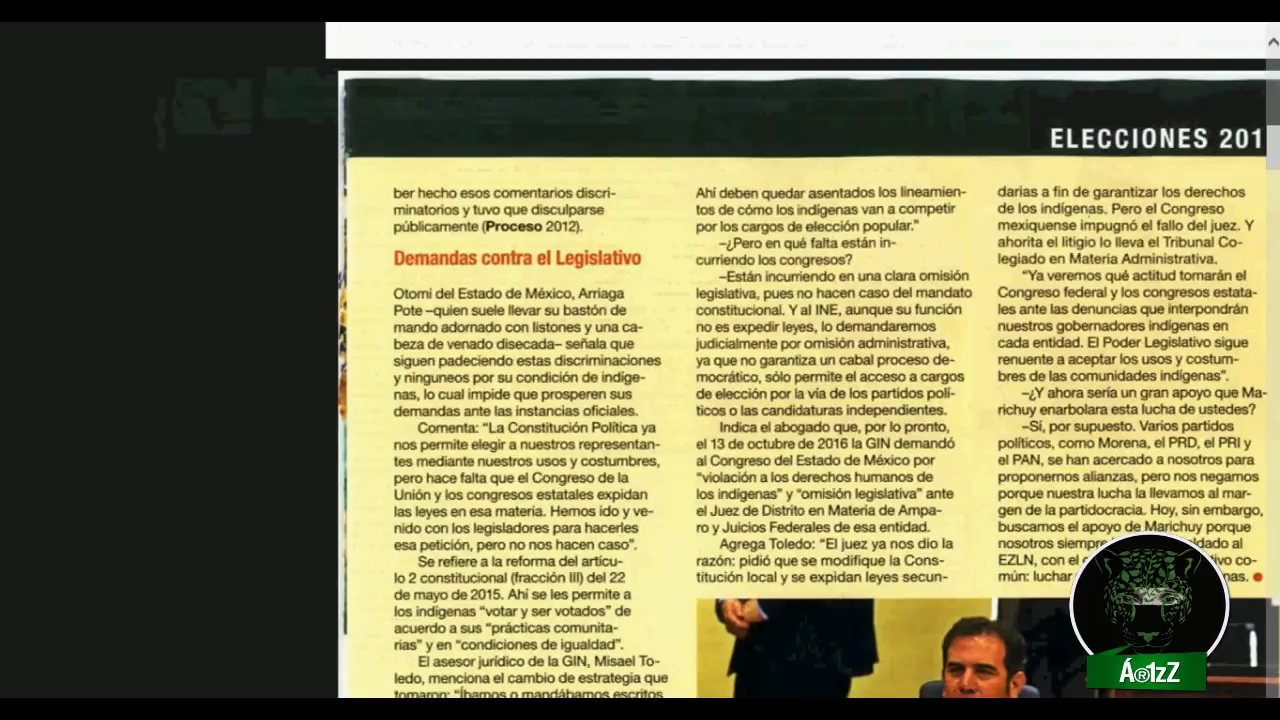 ELECCIONES 201
ber hecho esos comentarios discri-
minatorios y tuvo que disculparse
públicamente (Proceso 2012).
Demandas contra el Legislativo
Otomí del Estado de México, Arriaga
Pote –quien suele llevar su bastón de
mando adornado con listones y una ca-
beza de venado disecada– señala que
siguen padeciendo estas discriminaciones
y ninguneos por su condición de indíge-
nas, lo cual impide que prosperen sus
demandas ante las instancias oficiales.
Comenta: “La Constitución Política ya
nos permite elegir a nuestros representan-
tes mediante nuestros usos y costumbres,
pero hace falta que el Congreso de la
Unión y los congresos estatales expidan
las leyes en esa materia. Hemos ido y ve-
nido con los legisladores para hacerles
esa petición, pero no nos hacen caso”.
Se refiere a la reforma del artícu-
lo 2 constitucional (fracción III) del 22
de mayo de 2015. Ahí se les permite a
los indígenas “votar y ser votados” de
acuerdo a sus “prácticas comunita-
rias” y en “condiciones de igualdad”.
El asesor jurídico de la GIN, Misael To-
ledo, menciona el cambio de estrategia que
tomaron: “Íbamos o mandábamos escritos
Ahí deben quedar asentados los lineamien-
tos de cómo los indígenas van a competir
por los cargos de elección popular.”
–¿Pero en qué falta están in-
curriendo los congresos?
–Están incurriendo en una clara omisión
legislativa, pues no hacen caso del mandato
constitucional. Y al INE, aunque su función
no es expedir leyes, lo demandaremos
judicialmente por omisión administrativa,
ya que no garantiza un cabal proceso de-
mocrático, sólo permite el acceso a cargos
de elección por la vía de los partidos polí-
ticos o las candidaturas independientes.
Indica el abogado que, por lo pronto,
el 13 de octubre de 2016 la GIN demandó
al Congreso del Estado de México por
“violación a los derechos humanos de
los indígenas” y “omisión legislativa” ante
el Juez de Distrito en Materia de Ampa-
ro y Juicios Federales de esa entidad.
Agrega Toledo: “El juez ya nos dio la
razón: pidió que se modifique la Cons-
titución local y se expidan leyes secun-
darias a fin de garantizar los derechos
de los indígenas. Pero el Congreso
mexiquense impugnó el fallo del juez. Y
ahorita el litigio lo lleva el Tribunal Co-
legiado en Materia Administrativa.
“Ya veremos qué actitud tomarán el
Congreso federal y los congresos estata-
les ante las denuncias que interpondrán
nuestros gobernadores indígenas en
cada entidad. El Poder Legislativo sigue
renuente a aceptar los usos y costum-
bres de las comunidades indígenas”.
–¿Y ahora sería un gran apoyo que Ma-
richuy enarbolara esta lucha de ustedes?
–Sí, por supuesto. Varios partidos
políticos, como Morena, el PRD, el PRI y
el PAN, se han acercado a nosotros para
proponernos alianzas, pero nos negamos
porque nuestra lucha la llevamos al mar-
gen de la partidocracia. Hoy, sin embargo,
buscamos el apoyo de Marichuy porque
nosotros siempre ldado al
EZLN, con el tivo co-
mún: luchar nas.
Á®1zZ